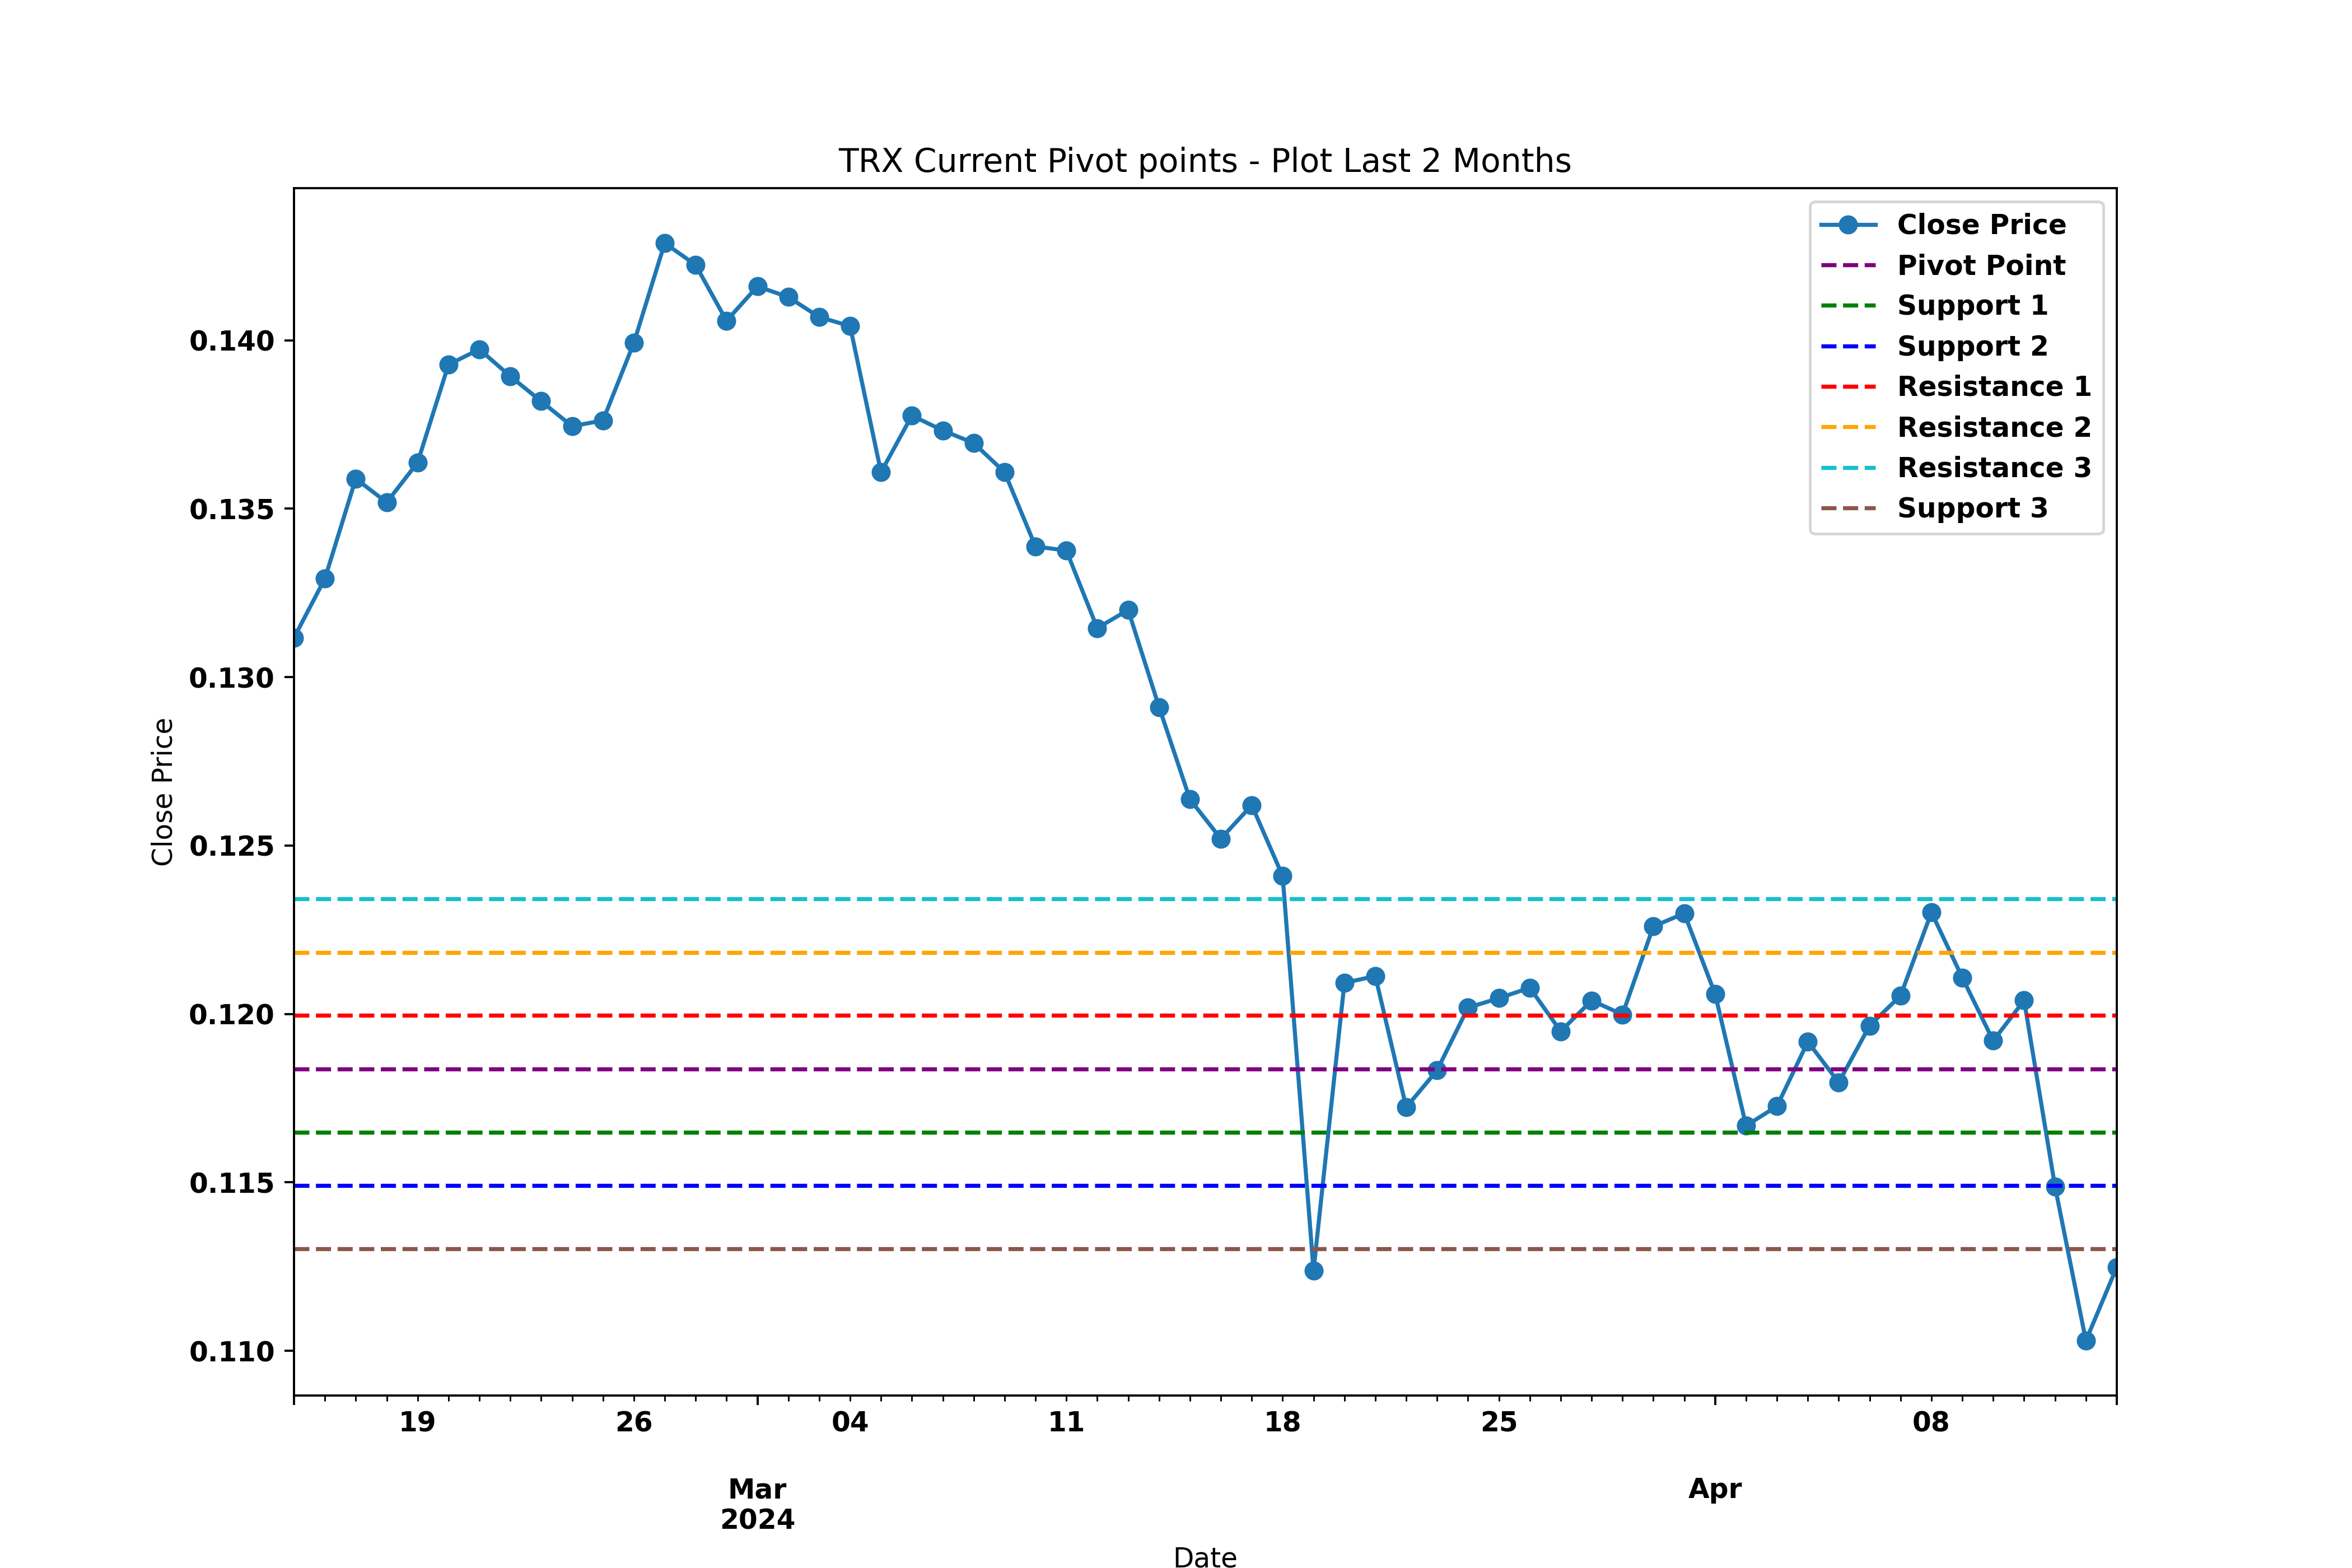 TRX Current Pivot points - Plot Last 2 Months
Close Price
Pivot Point
Support 1
Support 2
Resistance 1
Resistance 2
Resistance 3
Support 3
0.140
0.135
0.130
0.125
0.120
0.115
0.110
Close Price
19 26 04 11 18 25 08
Mar Apr
2024
Date